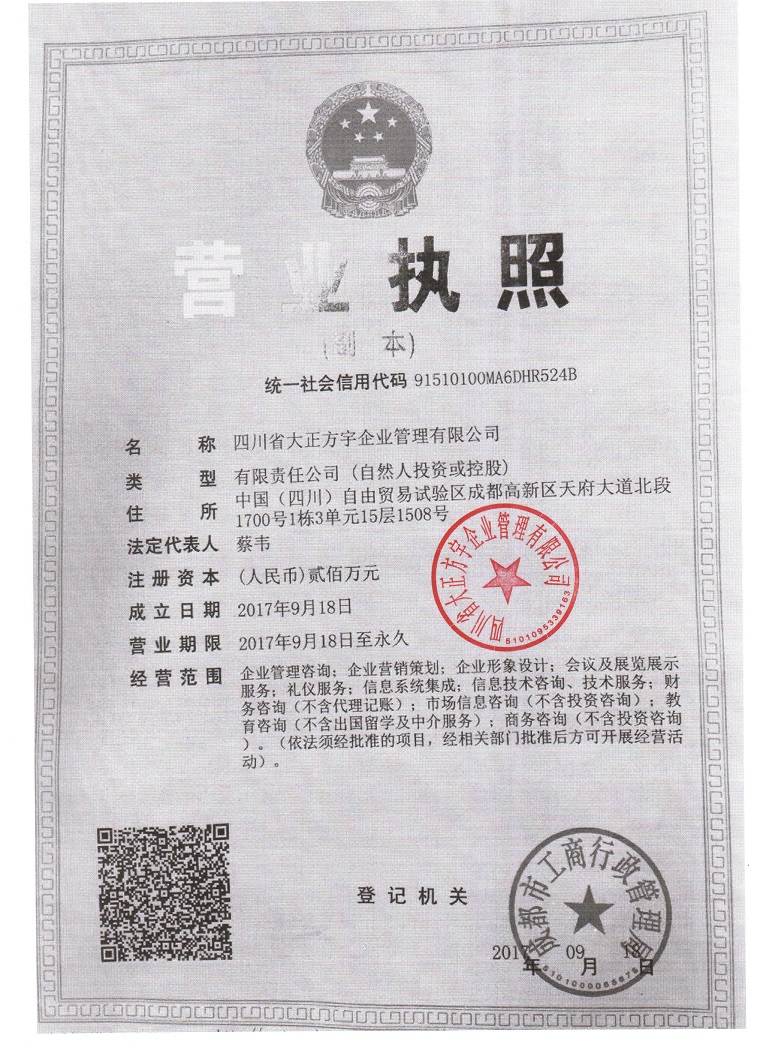 营业执照
(副本)
统一社会信用代码 91510100MA6DHR524B
名称 四川省大正方宇企业管理有限公司
类型 有限责任公司(自然人投资或控股)
住所 中国(四川)自由贸易试验区成都高新区天府大道北段
1700号1栋3单元15层1508号
法定代表人 蔡韦
注册资本 (人民币)贰佰万元
成立日期 2017年9月18日
营业期限 2017年9月18日至永久
经营范围 企业管理咨询；企业营销策划；企业形象设计；会议及展览展示
服务；礼仪服务；信息系统集成；信息技术咨询、技术服务；财
务咨询(不含代理记账)；市场信息咨询(不含投资咨询)；教
育咨询(不含出国留学及中介服务)；商务咨询(不含投资咨询
)。(依法须经批准的项目，经相关部门批准后方可开展经营活
动)。
四川省大正方宇企业管理有限公司
5101095339163
登记机关
成都市工商行政管理局
2017年09月18日